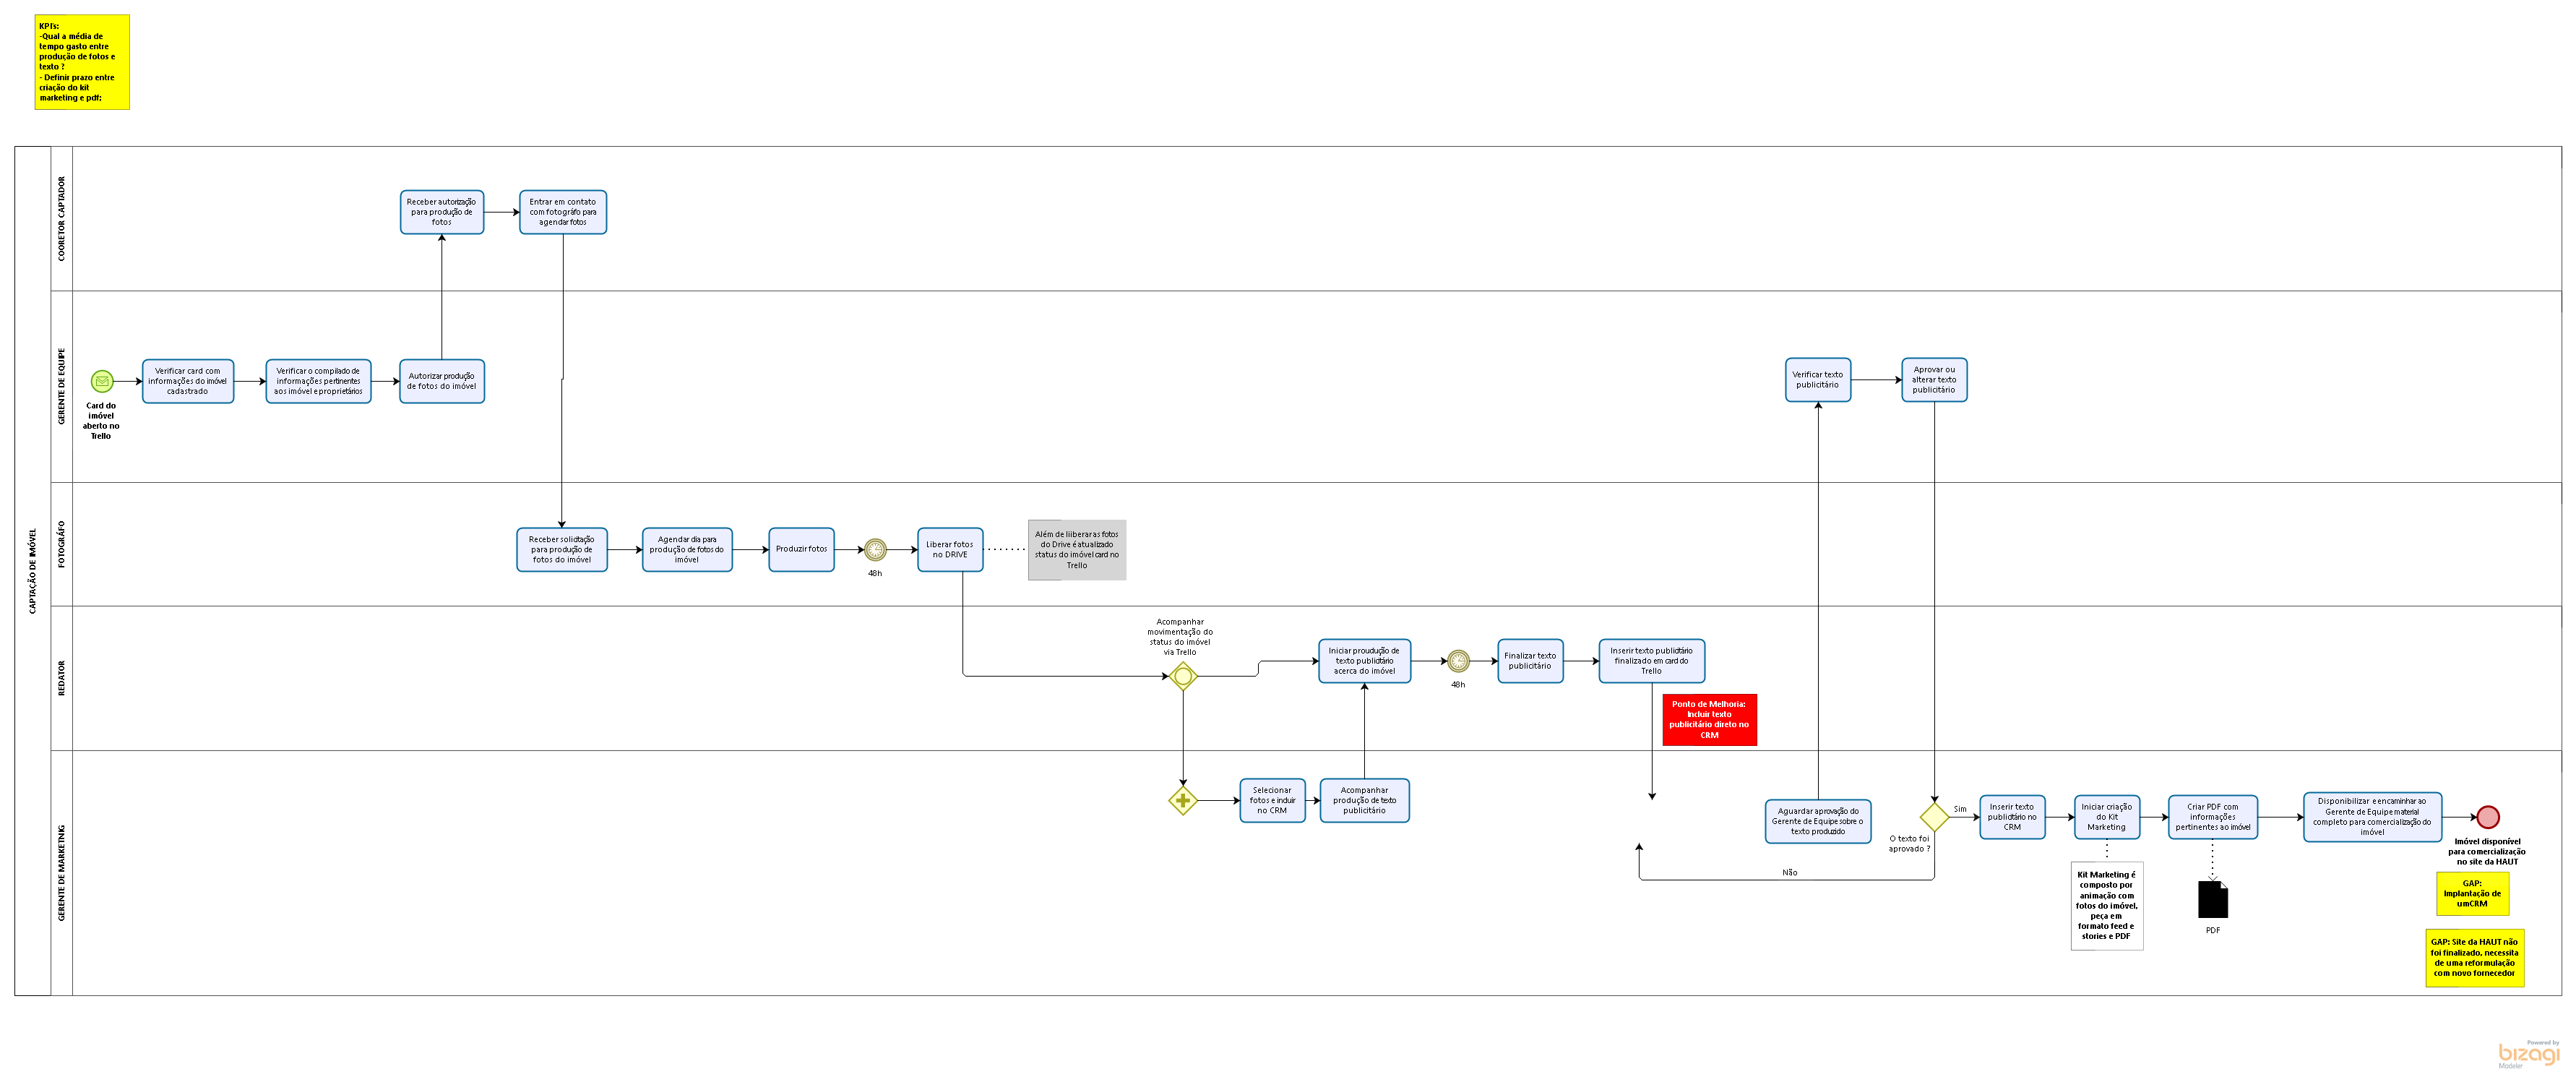 KPI's:
-Qual a média de
tempo gasto entre
produção de fotos e
texto ?
- Definir prazo entre
criação do kit
marketing e pdf:
CAPTAÇÃO DE IMÓVEL
COORETOR CAPTADOR
Receber autorização
para produção de
fotos
Entrar em contato
com fotográfo para
agendar fotos
GERENTE DE EQUIPE
Card do
imóvel
aberto no
Trello
Verificar card com
informações do imóvel
cadastrado
Verificar o compilado de
informações pertinentes
aos imóvel e proprietários
Autorizar produção
de fotos do imóvel
Verificar texto
publicitário
Aprovar ou
alterar texto
publicitário
FOTOGRÁFO
Receber solicitação
para produção de
fotos do imóvel
Agendar dia para
produção de fotos do
imóvel
Produzir fotos
48h
Liberar fotos
no DRIVE
Além de liiberar as fotos
do Drive é atualizado
status do imóvel card no
Trello
REDATOR
Acompanhar
movimentação do
status do imóvel
via Trello
Iniciar proudução de
texto publicitário
acerca do imóvel
48h
Finalizar texto
publicitário
Inserir texto publicitário
finalizado em card do
Trello
Ponto de Melhoria:
Incluir texto
publicitário direto no
CRM
GERENTE DE MARKETNIG
Selecionar
fotos e induir
no CRM
Acompanhar
produção de texto
publicitário
Aguardar aprovação do
Gerente de Equipe sobre o
texto produzido
O texto foi
aprovado ?
Sim
Não
Inserir texto
publicitário no
CRM
Iniciar criação
do Kit
Marketing
Kit Marketing é
composto por
animação com
fotos do imóvel,
peça em
formato feed e
stories e PDF
Criar PDF com
informações
pertinentes ao imóvel
PDF
Disponibilizar e encaminhar ao
Gerente de Equipe material
completo para comercialização do
imóvel
Imóvel disponível
para comercialização
no site da HAUT
GAP:
Implantação de
umCRM
GAP: Site da HAUT não
foi finalizado, necessita
de uma reformulação
com novo fornecedor
Powered by
bizagi
Modeler